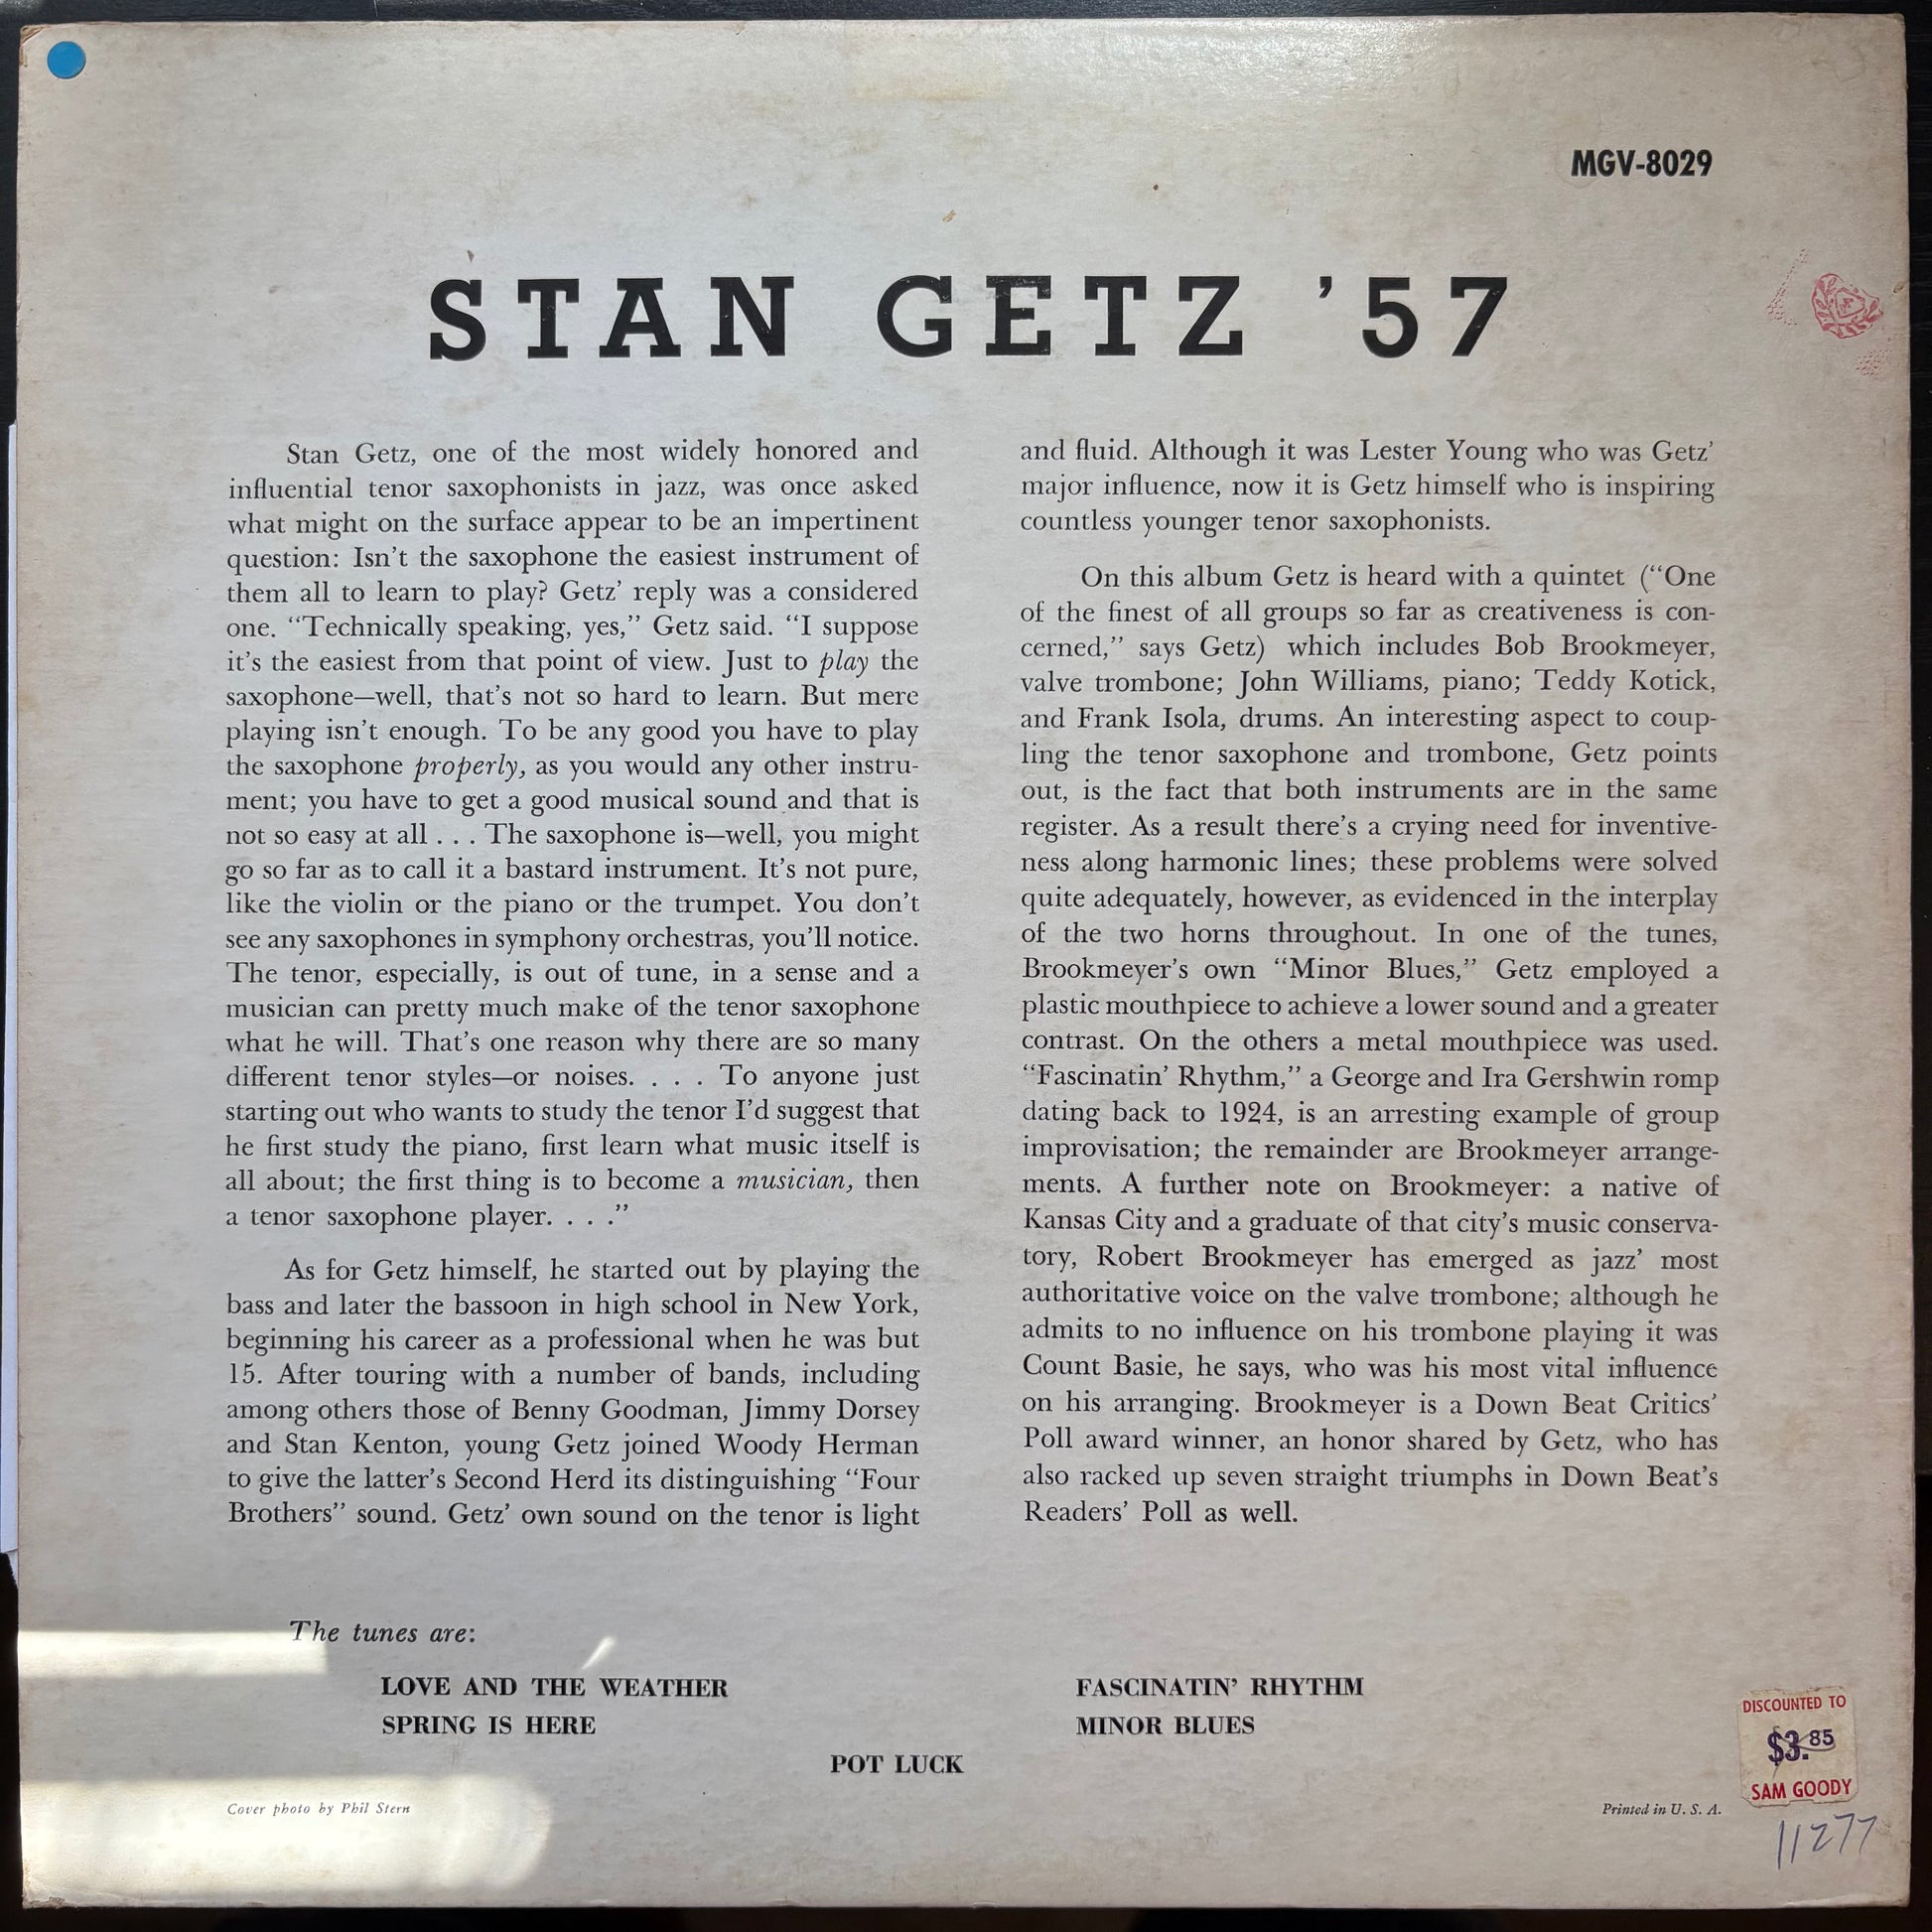 MGV-8029
STAN GETZ ’57
Stan Getz, one of the most widely honored and
influential tenor saxophonists in jazz, was once asked
what might on the surface appear to be an impertinent
question: Isn’t the saxophone the easiest instrument of
them all to learn to play? Getz’ reply was a considered
one. “Technically speaking, yes,” Getz said. “I suppose
it’s the easiest from that point of view. Just to play the
saxophone—well, that’s not so hard to learn. But mere
playing isn’t enough. To be any good you have to play
the saxophone properly, as you would any other instru-
ment; you have to get a good musical sound and that is
not so easy at all . . . The saxophone is—well, you might
go so far as to call it a bastard instrument. It’s not pure,
like the violin or the piano or the trumpet. You don’t
see any saxophones in symphony orchestras, you’ll notice.
The tenor, especially, is out of tune, in a sense and a
musician can pretty much make of the tenor saxophone
what he will. That’s one reason why there are so many
different tenor styles—or noises. . . . To anyone just
starting out who wants to study the tenor I’d suggest that
he first study the piano, first learn what music itself is
all about; the first thing is to become a musician, then
a tenor saxophone player. . . .”
As for Getz himself, he started out by playing the
bass and later the bassoon in high school in New York,
beginning his career as a professional when he was but
15. After touring with a number of bands, including
among others those of Benny Goodman, Jimmy Dorsey
and Stan Kenton, young Getz joined Woody Herman
to give the latter’s Second Herd its distinguishing “Four
Brothers” sound. Getz’ own sound on the tenor is light
and fluid. Although it was Lester Young who was Getz’
major influence, now it is Getz himself who is inspiring
countless younger tenor saxophonists.
On this album Getz is heard with a quintet (“One
of the finest of all groups so far as creativeness is con-
cerned,” says Getz) which includes Bob Brookmeyer,
valve trombone; John Williams, piano; Teddy Kotick,
and Frank Isola, drums. An interesting aspect to coup-
ling the tenor saxophone and trombone, Getz points
out, is the fact that both instruments are in the same
register. As a result there’s a crying need for inventive-
ness along harmonic lines; these problems were solved
quite adequately, however, as evidenced in the interplay
of the two horns throughout. In one of the tunes,
Brookmeyer’s own “Minor Blues,” Getz employed a
plastic mouthpiece to achieve a lower sound and a greater
contrast. On the others a metal mouthpiece was used.
“Fascinatin’ Rhythm,” a George and Ira Gershwin romp
dating back to 1924, is an arresting example of group
improvisation; the remainder are Brookmeyer arrange-
ments. A further note on Brookmeyer: a native of
Kansas City and a graduate of that city’s music conserva-
tory, Robert Brookmeyer has emerged as jazz’ most
authoritative voice on the valve trombone; although he
admits to no influence on his trombone playing it was
Count Basie, he says, who was his most vital influence
on his arranging. Brookmeyer is a Down Beat Critics’
Poll award winner, an honor shared by Getz, who has
also racked up seven straight triumphs in Down Beat’s
Readers’ Poll as well.
The tunes are:
LOVE AND THE WEATHER
SPRING IS HERE
FASCINATIN’ RHYTHM
MINOR BLUES
POT LUCK
Cover photo by Phil Stern
Printed in U. S. A.
DISCOUNTED TO
$3.85
SAM GOODY
11277